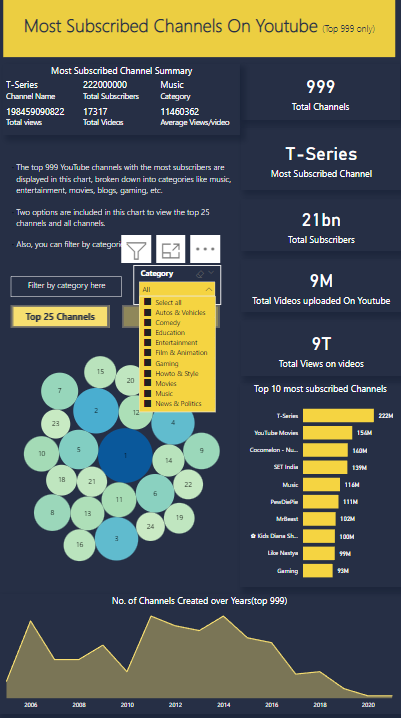 Most Subscribed Channels On Youtube (Top 999 only)
Most Subscribed Channel Summary
T-Series 222000000 Music
Channel Name Total Subscribers Category
198459090822 17317 11460362
Total views Total Videos Average Views/video
999
Total Channels
T-Series
Most Subscribed Channel
21bn
Total Subscribers
9M
Total Videos uploaded On Youtube
9T
Total Views on videos
· The top 999 YouTube channels with the most subscribers are
displayed in this chart, broken down into categories like music,
entertainment, movies, blogs, gaming, etc.
· Two options are included in this chart to view the top 25
channels and all channels.
· Also, you can filter by
Filter by category here
Top 25 Channels
Category
All
Select all
Autos & Vehicles
Comedy
Education
Entertainment
Film & Animation
Gaming
Howto & Style
Movies
Music
News & Politics
15
20
7
2
12
23
4
10
5
1
14
9
18
21
22
11
6
8
13
19
24
16
3
Top 10 most subscribed Channels
T-Series 222M
YouTube Movies 154M
Cocomelon - Nu... 140M
SET India 139M
Music 116M
PewDiePie 111M
MrBeast 102M
✿ Kids Diana Sh... 100M
Like Nastya 99M
Gaming 93M
No. of Channels Created over Years(top 999)
2006 2008 2010 2012 2014 2016 2018 2020